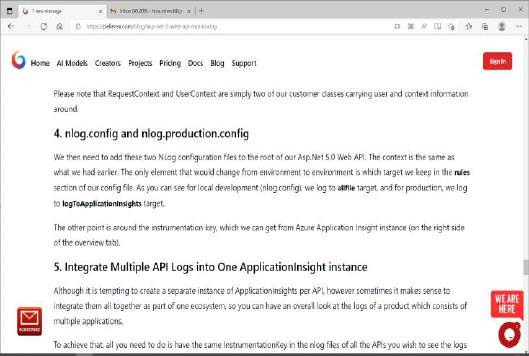 1 new message
Home AI Models Creators Projects Pricing Docs Blog Support
Sign In
Please note that RequestContext and UserContext are simply two of our customer classes carrying user and context information
around.
4. nlog.config and nlog.production.config
We then need to add these two NLog configuration files to the root of our Asp.Net 5.0 Web API. The context is the same as
what we had earlier. The only element that would change from environment to environment is which target we keep in the rules
section of our config file. As you can see for local development (nlog.config), we log to allfile target, and for production, we log
to logToApplicationInsights target.
The other point is around the instrumentation key, which we can get from Azure Application Insight instance (on the right side
of the overview tab).
5. Integrate Multiple API Logs into One ApplicationInsight instance
Although it is tempting to create a separate instance of ApplicationInsights per API, however sometimes it makes sense to
integrate them all together as part of one ecosystem, so you can have an overall look at the logs of a product which consists of
multiple applications.
WE ARE
HERE
SUBSCRIBE
To achieve that, all you need to do is have the same InstrumentationKey in the nlog files of all the APIs you wish to see the logs